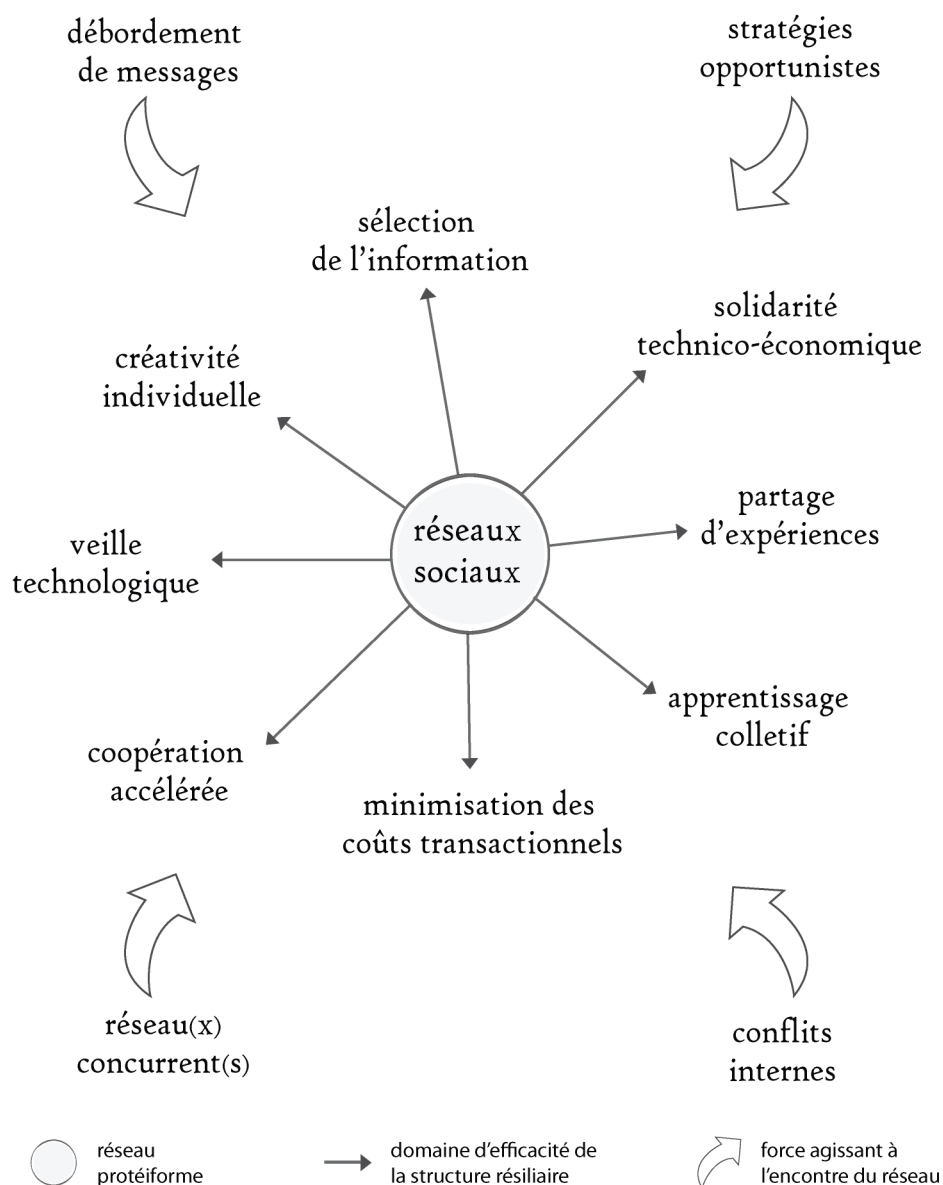 débordement
de messages
stratégies
opportunistes
sélection
de l'information
solidarité
technico-économique
créativité
individuelle
partage
d'expériences
réseaux
sociaux
veille
technologique
apprentissage
colletif
coopération
accélérée
minimisation des
coûts transactionnels
réseau(x)
concurrent(s)
conflits
internes
réseau
protéiforme
domaine d'efficacité de
la structure résiliaire
force agissant à
l'encontre du réseau